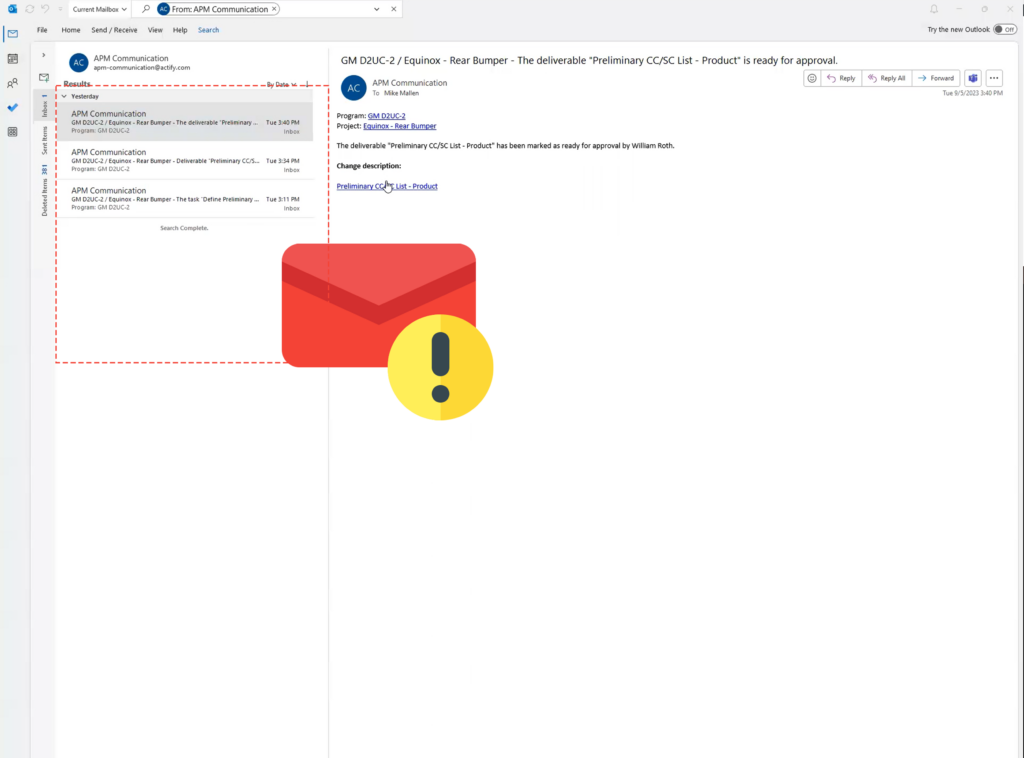 Current Mailbox
AC From: APM Communication
File Home Send / Receive View Help Search
Try the new Outlook Off
AC
APM Communication
apm-communication@actify.com
Results By Date
Yesterday
APM Communication
GM D2UC-2 / Equinox - Rear Bumper - The deliverable "Preliminary ... Tue 3:40 PM
Program: GM D2UC-2 Inbox
APM Communication
GM D2UC-2 / Equinox - Rear Bumper - Deliverable "Preliminary CC/S... Tue 3:34 PM
Program: GM D2UC-2 Inbox
APM Communication
GM D2UC-2 / Equinox - Rear Bumper - The task "Define Preliminary ... Tue 3:11 PM
Program: GM D2UC-2 Inbox
Search Complete.
Inbox 1
Sent Items
Deleted Items 381
GM D2UC-2 / Equinox - Rear Bumper - The deliverable "Preliminary CC/SC List - Product" is ready for approval.
AC
APM Communication
To Mike Mallen
Reply Reply All Forward
Tue 9/5/2023 3:40 PM
Program: GM D2UC-2
Project: Equinox - Rear Bumper
The deliverable "Preliminary CC/SC List - Product" has been marked as ready for approval by William Roth.
Change description:
Preliminary CC/SC List - Product
!